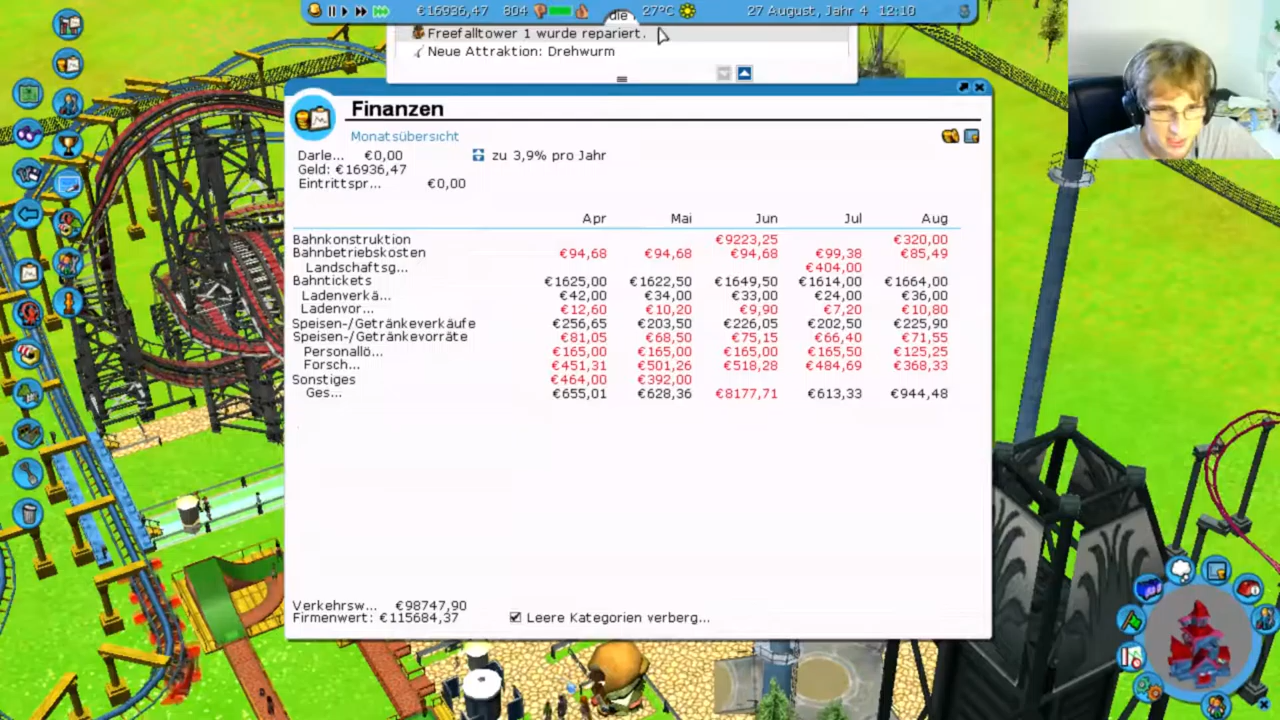 €16936,47 804 die 27°C 27 August, Jahr 4 12:10
Freefalltower 1 wurde repariert.
Neue Attraktion: Drehwurm
Finanzen
Monatsübersicht
Darle... €0,00 zu 3,9% pro Jahr
Geld: €16936,47
Eintrittspr... €0,00
Apr Mai Jun Jul Aug
Bahnkonstruktion €9223,25 €320,00
Bahnbetriebskosten €94,68 €94,68 €94,68 €99,38 €85,49
Landschaftsg... €404,00
Bahntickets €1625,00 €1622,50 €1649,50 €1614,00 €1664,00
Ladenverkä... €42,00 €34,00 €33,00 €24,00 €36,00
Ladenvor... €12,60 €10,20 €9,90 €7,20 €10,80
Speisen-/Getränkeverkäufe €256,65 €203,50 €226,05 €202,50 €225,90
Speisen-/Getränkevorräte €81,05 €68,50 €75,15 €66,40 €71,55
Personallö... €165,00 €165,00 €165,00 €165,50 €125,25
Forsch... €451,31 €501,26 €518,28 €484,69 €368,33
Sonstiges €464,00 €392,00
Ges... €655,01 €628,36 €8177,71 €613,33 €944,48
Verkehrsw... €98747,90
Firmenwert: €115684,37 Leere Kategorien verberg...